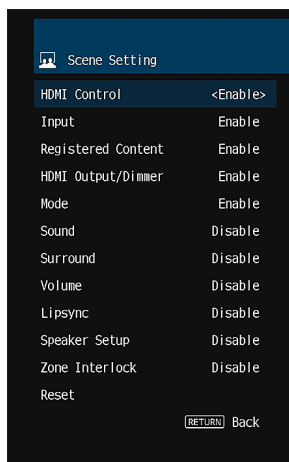 Scene Setting
HDMI Control <Enable>
Input Enable
Registered Content Enable
HDMI Output/Dimmer Enable
Mode Enable
Sound Disable
Surround Disable
Volume Disable
Lipsync Disable
Speaker Setup Disable
Zone Interlock Disable
Reset
RETURN Back